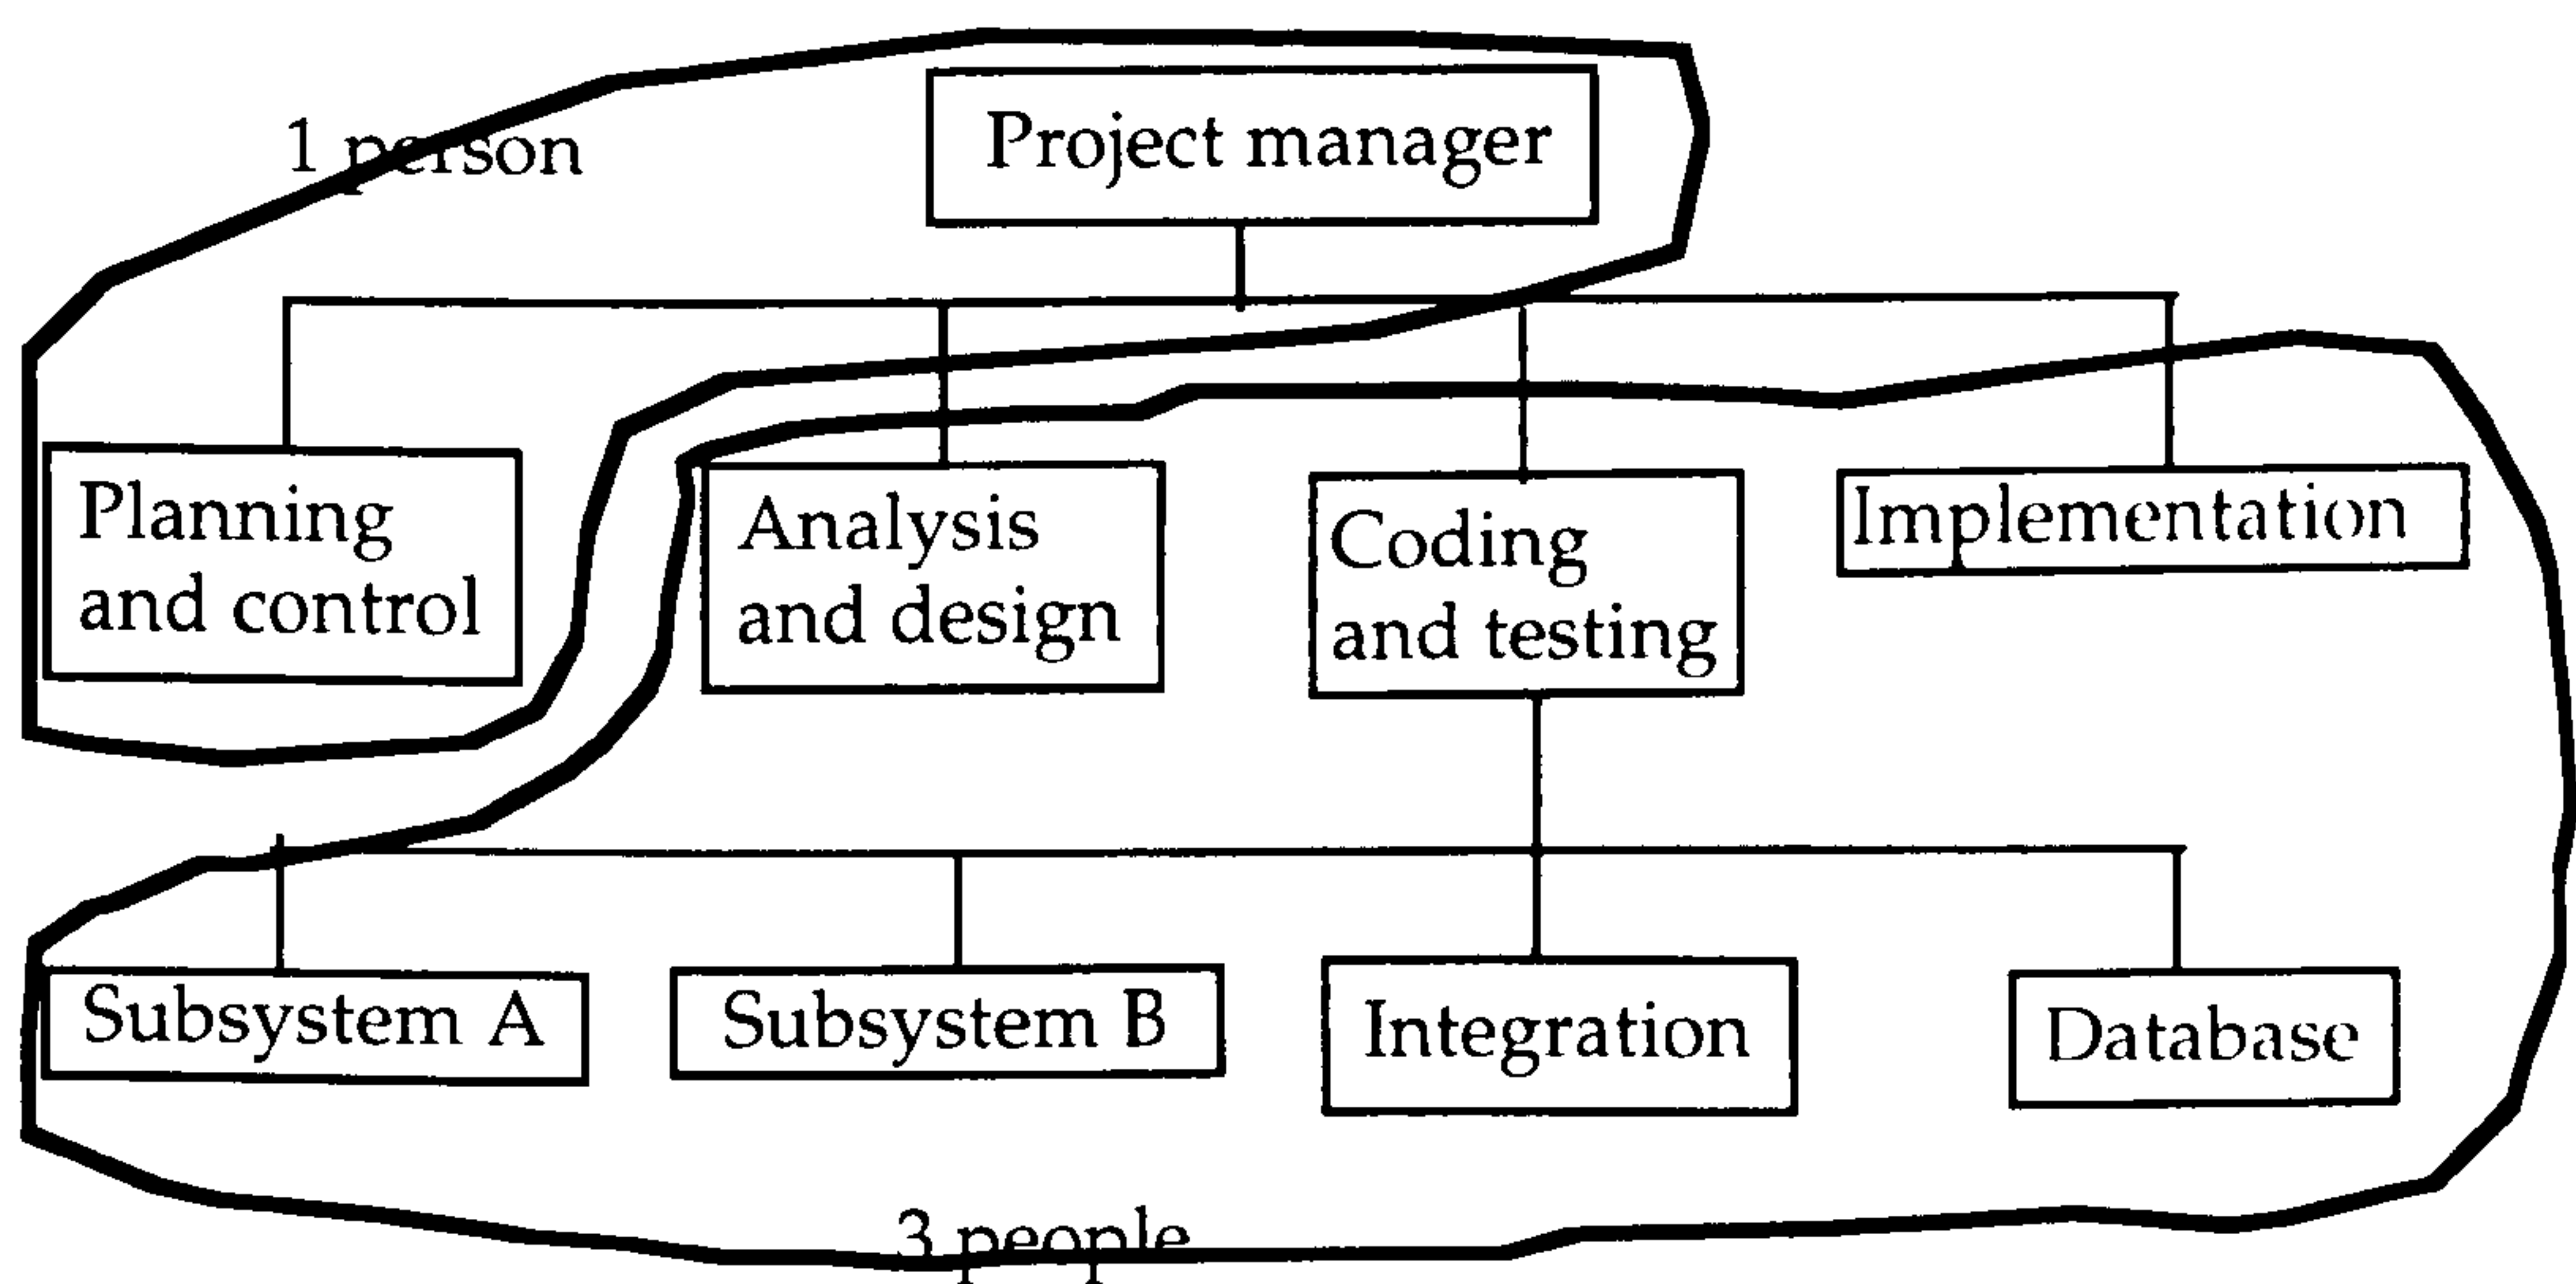 1 person
Project manager
Planning
and control
Analysis
and design
Coding
and testing
Implementation
Subsystem A
Subsystem B
Integration
Database
3 people